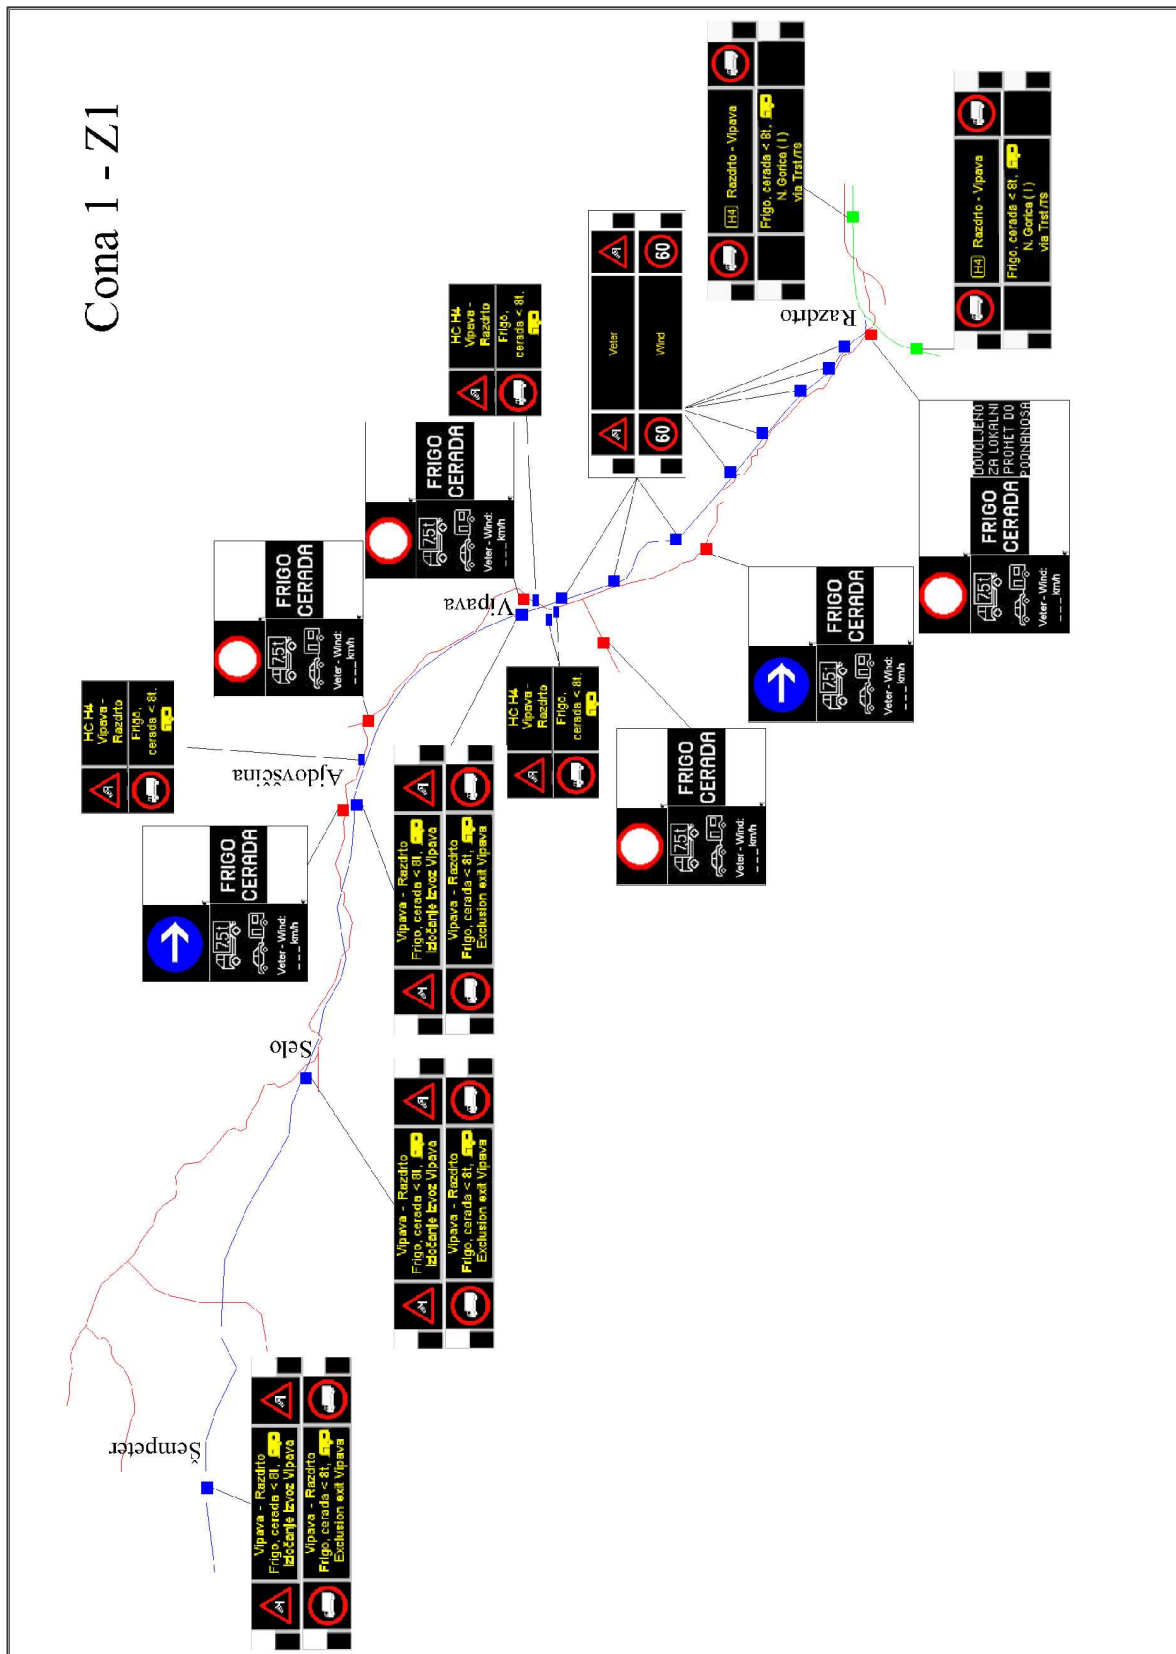 Cona 1 - Z1
H4 Razdrto - Vipava
Frigo, cerada < 8t,
N. Gorica ( I )
via Trst /TS
H4 Razdrto - Vipava
Frigo, cerada < 8t,
N. Gorica ( I )
via Trst /TS
Razdrto
Veter
60
Wind
60
HC H4
Vipava -
Razdrto
Frigo,
cerada < 8t,
FRIGO
CERADA
7,5t
Veter - Wind:
_ _ _ km/h
FRIGO
CERADA
7,5t
Veter - Wind:
_ _ _ km/h
Vipava
DOVOLJENO
ZA LOKALNI
PROMET DO
PODNANOSA
FRIGO
CERADA
7,5t
Veter - Wind:
_ _ _ km/h
FRIGO
CERADA
7,5t
Veter - Wind:
_ _ _ km/h
HC H4
Vipava -
Razdrto
Frigo,
cerada < 8t,
FRIGO
CERADA
7,5t
Veter - Wind:
_ _ _ km/h
HC H4
Vipava -
Razdrto
Frigo,
cerada < 8t,
Ajdovščina
FRIGO
CERADA
7,5t
Veter - Wind:
_ _ _ km/h
Vipava - Razdrto
Frigo, cerada < 8t,
Izločanje Izvoz Vipava
Vipava - Razdrto
Frigo, cerada < 8t,
Exclusion exit Vipava
Selo
Vipava - Razdrto
Frigo, cerada < 8t,
Izločanje Izvoz Vipava
Vipava - Razdrto
Frigo, cerada < 8t,
Exclusion exit Vipava
Šempeter
Vipava - Razdrto
Frigo, cerada < 8t,
Izločanje Izvoz Vipava
Vipava - Razdrto
Frigo, cerada < 8t,
Exclusion exit Vipava